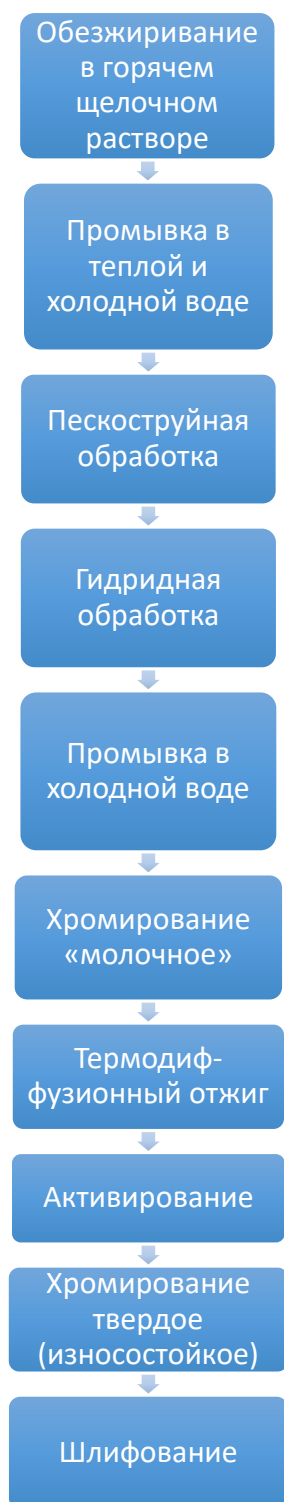 Обезжиривание
в горячем
щелочном
растворе
Промывка в
теплой и
холодной воде
Пескоструйная
обработка
Гидридная
обработка
Промывка в
холодной воде
Хромирование
«молочное»
Термодиф-
фузионный отжиг
Активирование
Хромирование
твердое
(износостойкое)
Шлифование